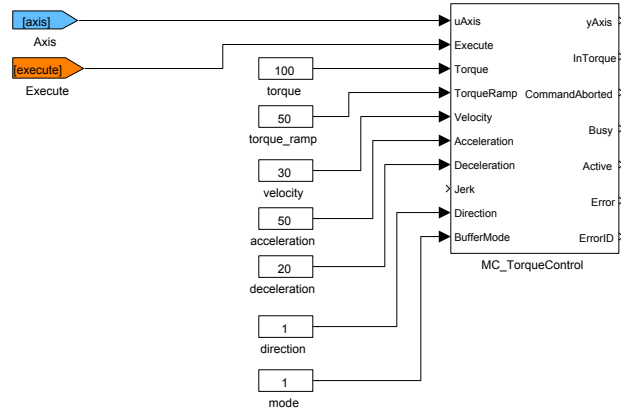 [axis]
Axis
[execute]
Execute
100
torque
50
torque_ramp
30
velocity
50
acceleration
20
deceleration
1
direction
1
mode
uAxis
Execute
Torque
TorqueRamp
Velocity
Acceleration
Deceleration
Jerk
Direction
BufferMode
yAxis
InTorque
CommandAborted
Busy
Active
Error
ErrorID
MC_TorqueControl